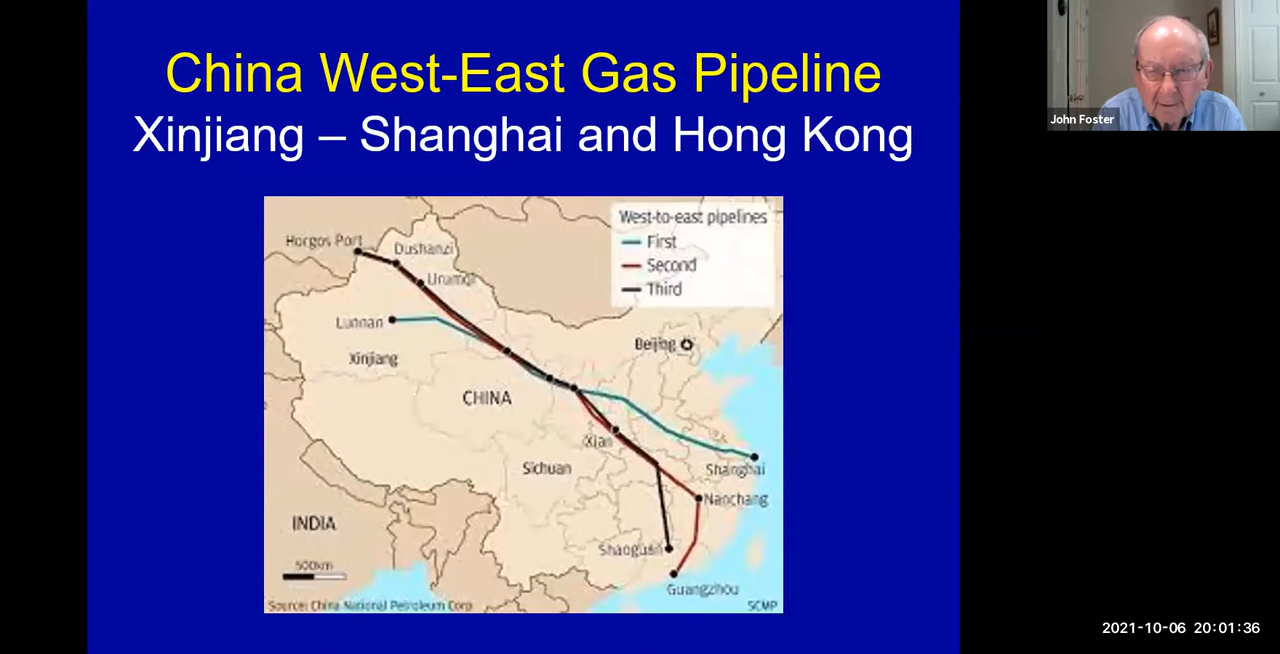 China West-East Gas Pipeline
Xinjiang – Shanghai and Hong Kong
John Foster
West-to-east pipelines
First
Second
Third
Horgos Port
Dushanzi
Urumqi
Lunnan
Xinjiang
Beijing
CHINA
Xian
Sichuan
Shanghai
Nanchang
INDIA
Shaoguan
500km
Guangzhou
Source: China National Petroleum Corp
SCMP
2021-10-06 20:01:36